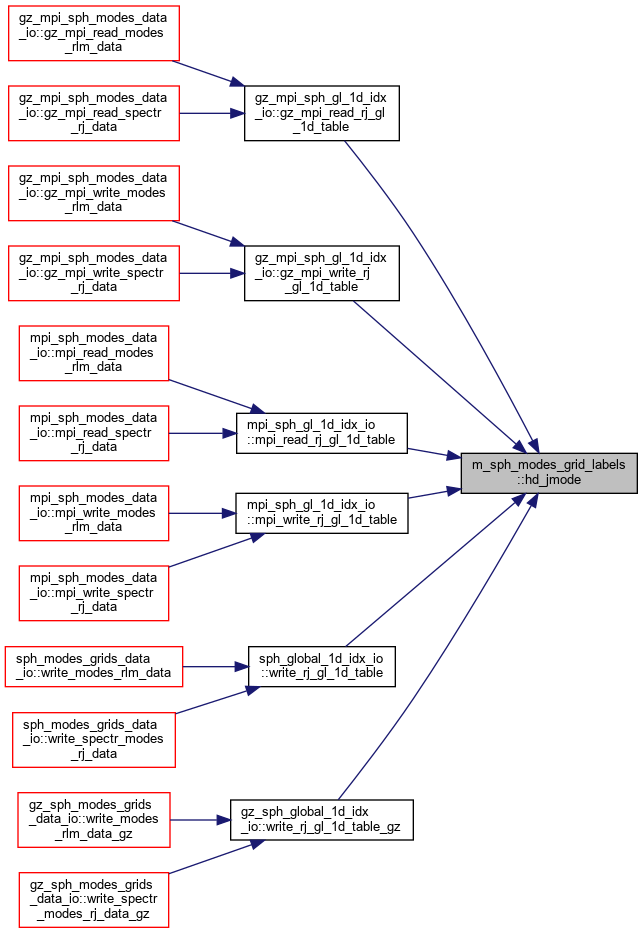 gz_mpi_sph_modes_data
_io::gz_mpi_read_modes
_rlm_data
gz_mpi_sph_modes_data
_io::gz_mpi_read_spectr
_rj_data
gz_mpi_sph_gl_1d_idx
_io::gz_mpi_read_rj_gl
_1d_table
gz_mpi_sph_modes_data
_io::gz_mpi_write_modes
_rlm_data
gz_mpi_sph_modes_data
_io::gz_mpi_write_spectr
_rj_data
gz_mpi_sph_gl_1d_idx
_io::gz_mpi_write_rj
_gl_1d_table
mpi_sph_modes_data
_io::mpi_read_modes
_rlm_data
mpi_sph_modes_data
_io::mpi_read_spectr
_rj_data
mpi_sph_gl_1d_idx_io
::mpi_read_rj_gl_1d_table
m_sph_modes_grid_labels
::hd_jmode
mpi_sph_modes_data
_io::mpi_write_modes
_rlm_data
mpi_sph_gl_1d_idx_io
::mpi_write_rj_gl_1d_table
mpi_sph_modes_data
_io::mpi_write_spectr
_rj_data
sph_modes_grids_data
_io::write_modes_rlm_data
sph_global_1d_idx_io
::write_rj_gl_1d_table
sph_modes_grids_data
_io::write_spectr_modes
_rj_data
gz_sph_modes_grids
_data_io::write_modes
_rlm_data_gz
gz_sph_global_1d_idx
_io::write_rj_gl_1d_table_gz
gz_sph_modes_grids
_data_io::write_spectr
_modes_rj_data_gz